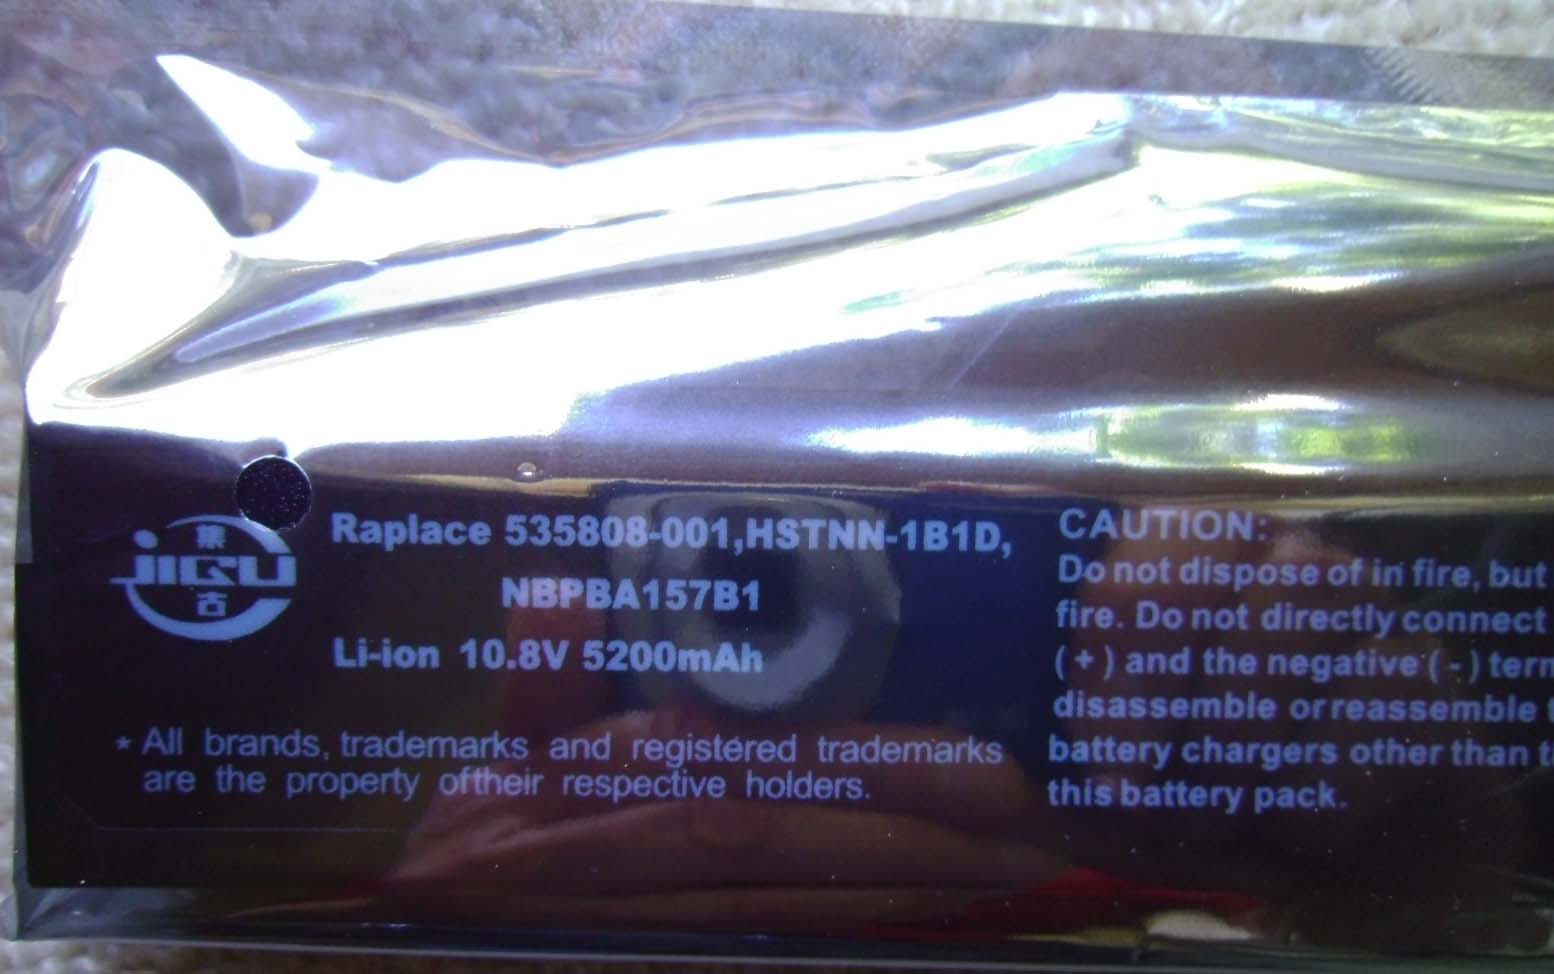 集
JIGU
吉
Raplace 535808-001,HSTNN-1B1D,
NBPBA157B1
Li-ion 10.8V 5200mAh
* All brands, trademarks and registered trademarks
are the property oftheir respective holders.
CAUTION:
Do not dispose of in fire, but
fire. Do not directly connect
(+) and the negative (-)
disassemble or reassemble
battery chargers other than
this battery pack.